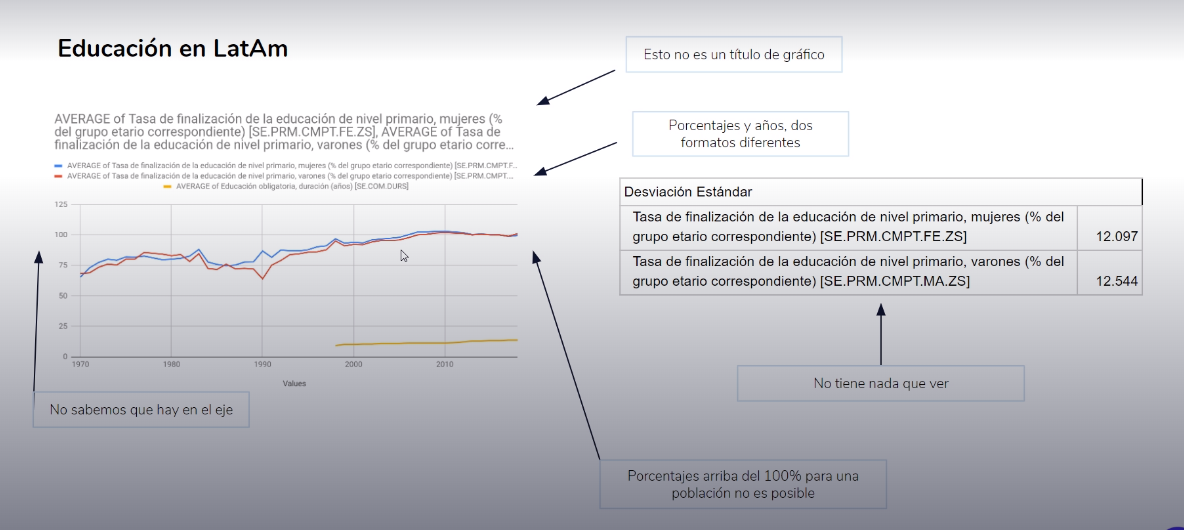 Educación en LatAm
Esto no es un título de gráfico
AVERAGE of Tasa de finalización de la educación de nivel primario, mujeres (%
del grupo etario correspondiente) [SE.PRM.CMPT.FE.ZS], AVERAGE of Tasa de
finalización de la educación de nivel primario, varones (% del grupo etario corre...
Porcentajes y años, dos
formatos diferentes
AVERAGE of Tasa de finalización de la educación de nivel primario, mujeres (% del grupo etario correspondiente) [SE.PRM.CMPT.F...
AVERAGE of Tasa de finalización de la educación de nivel primario, varones (% del grupo etario correspondiente) [SE.PRM.CMPT....
AVERAGE of Educación obligatoria, duración (años) [SE.COM.DURS]
125
100
75
50
25
0
1970 1980 1990 2000 2010
Values
Desviación Estándar
Tasa de finalización de la educación de nivel primario, mujeres (% del
grupo etario correspondiente) [SE.PRM.CMPT.FE.ZS] 12.097
Tasa de finalización de la educación de nivel primario, varones (% del
grupo etario correspondiente) [SE.PRM.CMPT.MA.ZS] 12.544
No tiene nada que ver
No sabemos que hay en el eje
Porcentajes arriba del 100% para una
población no es posible